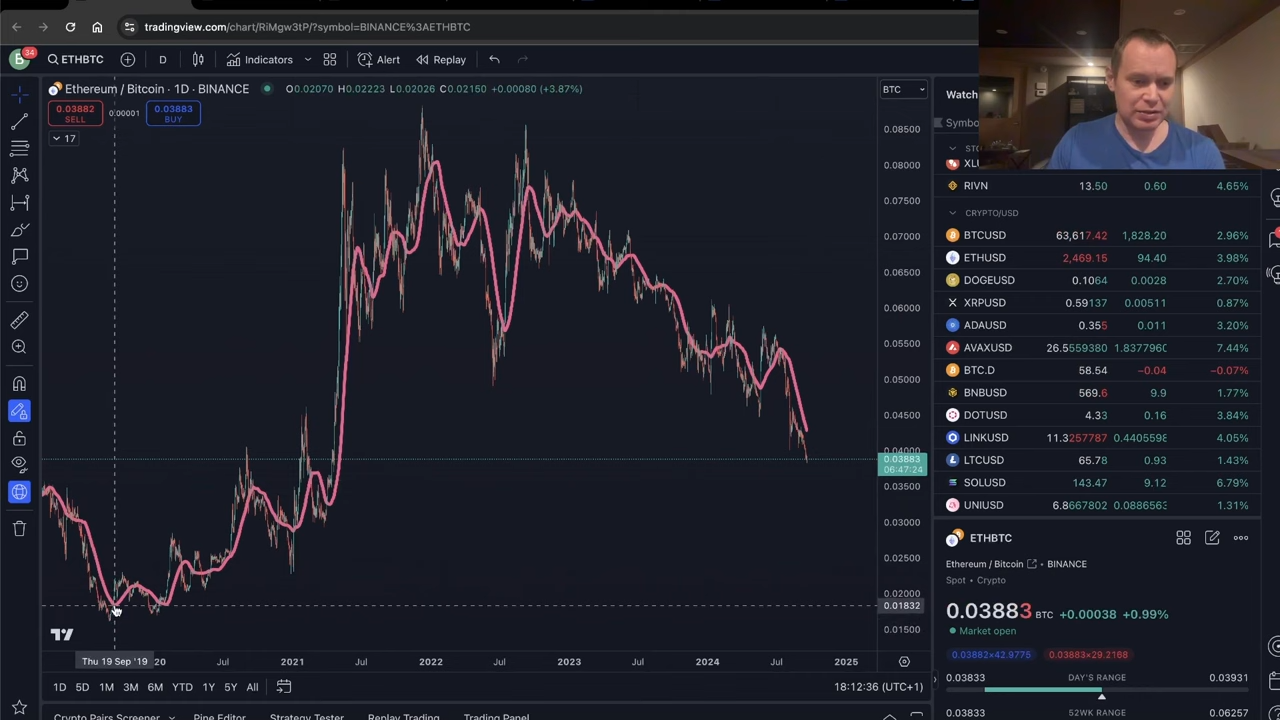 tradingview.com/chart/RiMgw3tP/?symbol=BINANCE%3AETHBTC
34
B ETHBTC D Indicators Alert Replay
Ethereum / Bitcoin · 1D · BINANCE O0.02070 H0.02223 L0.02026 C0.02150 +0.00080 (+3.87%)
BTC
0.03882 SELL 0.00001 0.03883 BUY
17
0.08500
0.08000
0.07500
0.07000
0.06500
0.06000
0.05500
0.05000
0.04500
0.04000
0.03883
06:47:24
0.03500
0.03000
0.02500
0.02000
0.01832
0.01500
Thu 19 Sep '19 20 Jul 2021 Jul 2022 Jul 2023 Jul 2024 Jul 2025
1D 5D 1M 3M 6M YTD 1Y 5Y All
18:12:36 (UTC+1)
Crypto Pairs Screener Pine Editor Strategy Tester Replay Trading Trading Panel
Watch
Symbo
STO
XLU
RIVN 13.50 0.60 4.65%
CRYPTO/USD
BTCUSD 63,617.42 1,828.20 2.96%
ETHUSD 2,469.15 94.40 3.98%
DOGEUSD 0.1064 0.0028 2.70%
XRPUSD 0.59137 0.00511 0.87%
ADAUSD 0.355 0.011 3.20%
AVAXUSD 26.5559380 1.8377960 7.44%
BTC.D 58.54 −0.04 −0.07%
BNBUSD 569.6 9.9 1.77%
DOTUSD 4.33 0.16 3.84%
LINKUSD 11.3257787 0.4405598 4.05%
LTCUSD 65.78 0.93 1.43%
SOLUSD 143.47 9.12 6.79%
UNIUSD 6.8667802 0.0886563 1.31%
ETHBTC
Ethereum / Bitcoin • BINANCE
Spot • Crypto
0.03883 BTC +0.00038 +0.99%
Market open
0.03882×42.9775 0.03883×29.2168
0.03833 DAY'S RANGE 0.03931
0.03833 52WK RANGE 0.06257